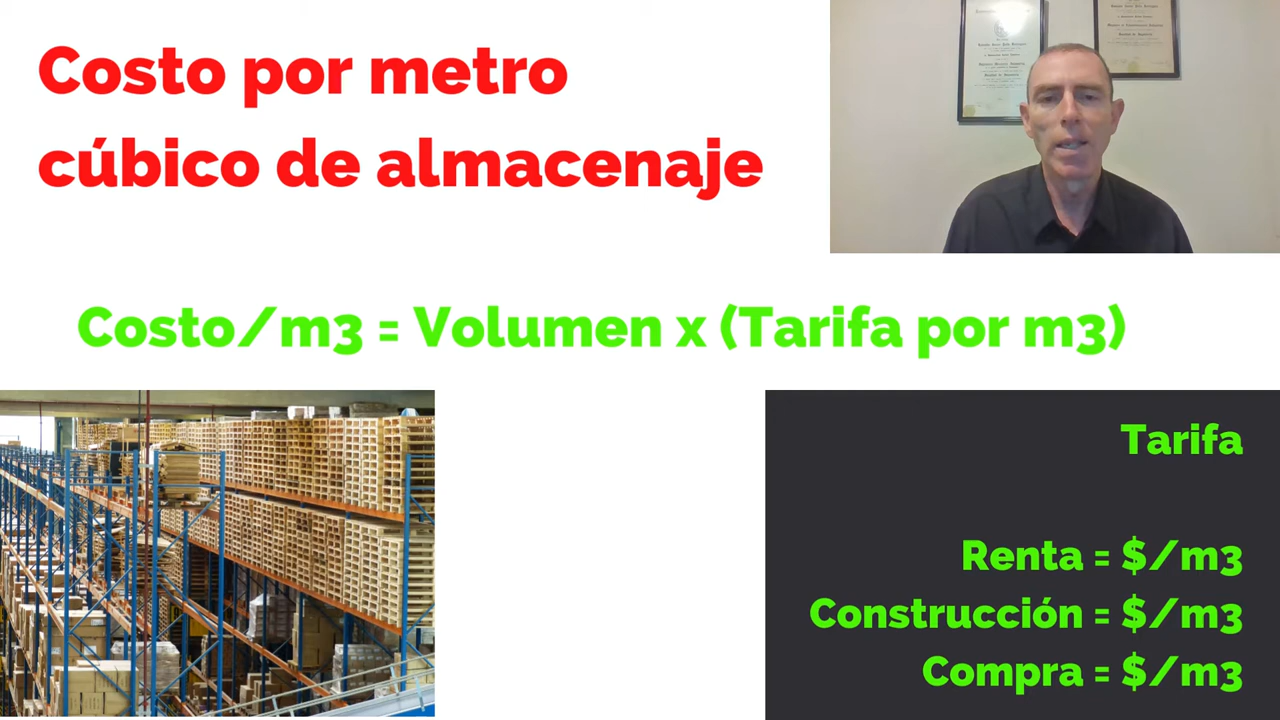 Costo por metro
cúbico de almacenaje
Costo/m3 = Volumen x (Tarifa por m3)
Tarifa
Renta = $/m3
Construcción = $/m3
Compra = $/m3